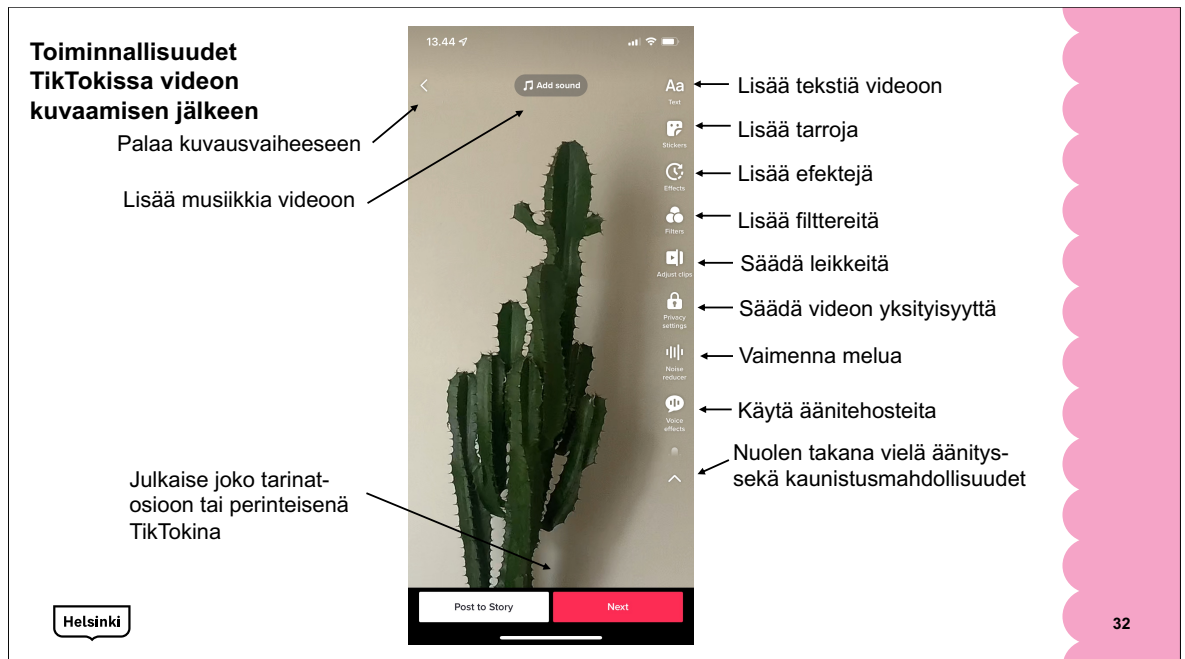 Toiminnallisuudet
TikTokissa videon
kuvaamisen jälkeen
Palaa kuvausvaiheeseen
Lisää musiikkia videoon
Julkaise joko tarinat-
osioon tai perinteisenä
TikTokina
13.44
Add sound
Aa
Text
Stickers
Effects
Filters
Adjust clips
Privacy
settings
Noise
reducer
Voice
effects
Post to Story
Next
Lisää tekstiä videoon
Lisää tarroja
Lisää efektejä
Lisää filttereitä
Säädä leikkeitä
Säädä videon yksityisyyttä
Vaimenna melua
Käytä äänitehosteita
Nuolen takana vielä äänitys-
sekä kaunistusmahdollisuudet
Helsinki
32